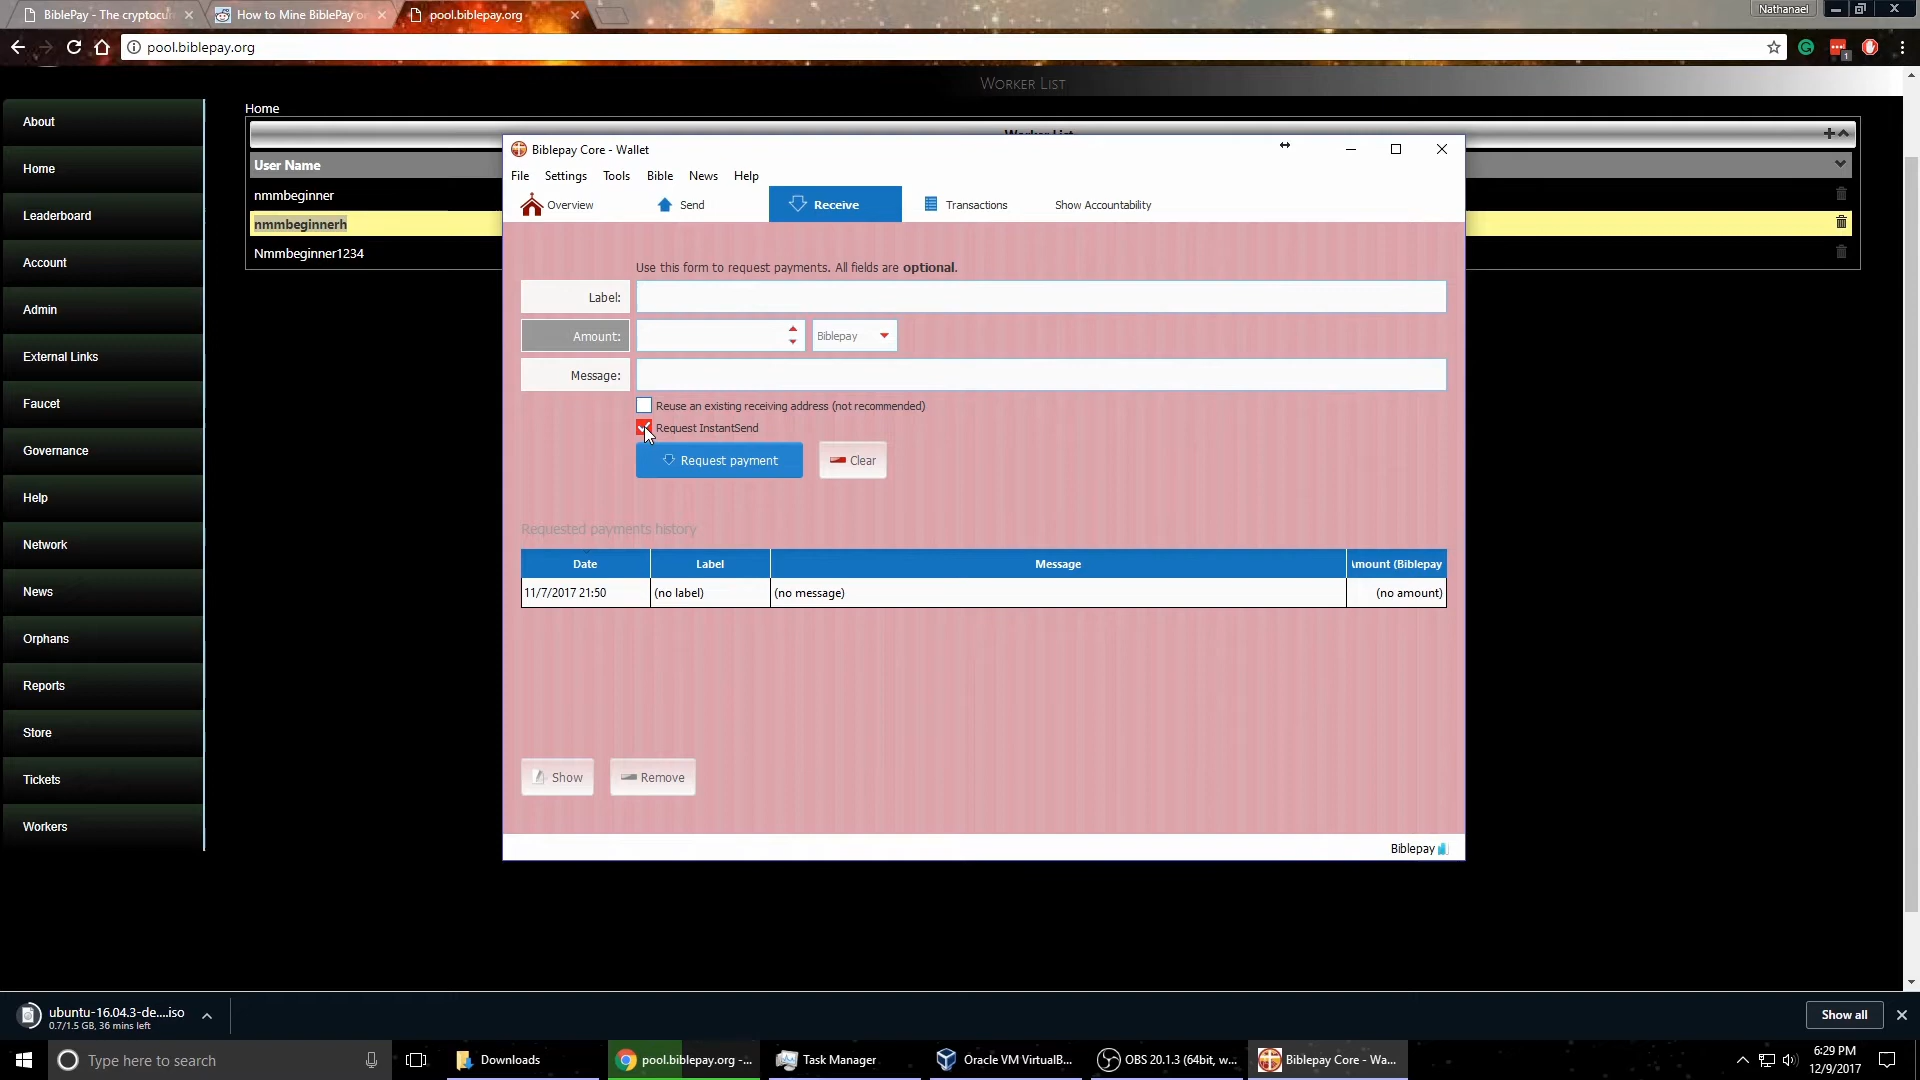 BiblePay - The cryptocur
How to Mine BiblePay on
pool.biblepay.org
Nathanael
pool.biblepay.org
1
Worker List
About
Home
Leaderboard
Account
Admin
External Links
Faucet
Governance
Help
Network
News
Orphans
Reports
Store
Tickets
Workers
Home
User Name
nmmbeginner
nmmbeginnerh
Nmmbeginner1234
Biblepay Core - Wallet
File Settings Tools Bible News Help
Overview Send Receive Transactions Show Accountability
Use this form to request payments. All fields are optional.
Label:
Amount: Biblepay
Message:
Reuse an existing receiving address (not recommended)
Request InstantSend
Request payment Clear
Requested payments history
Date Label Message mount (Biblepay
11/7/2017 21:50 (no label) (no message) (no amount)
Show Remove
Biblepay
ubuntu-16.04.3-de....iso
0.7/1.5 GB, 36 mins left
Show all
Type here to search
Downloads
pool.biblepay.org -...
Task Manager
Oracle VM VirtualB...
OBS 20.1.3 (64bit, w...
Biblepay Core - Wa...
6:29 PM
12/9/2017